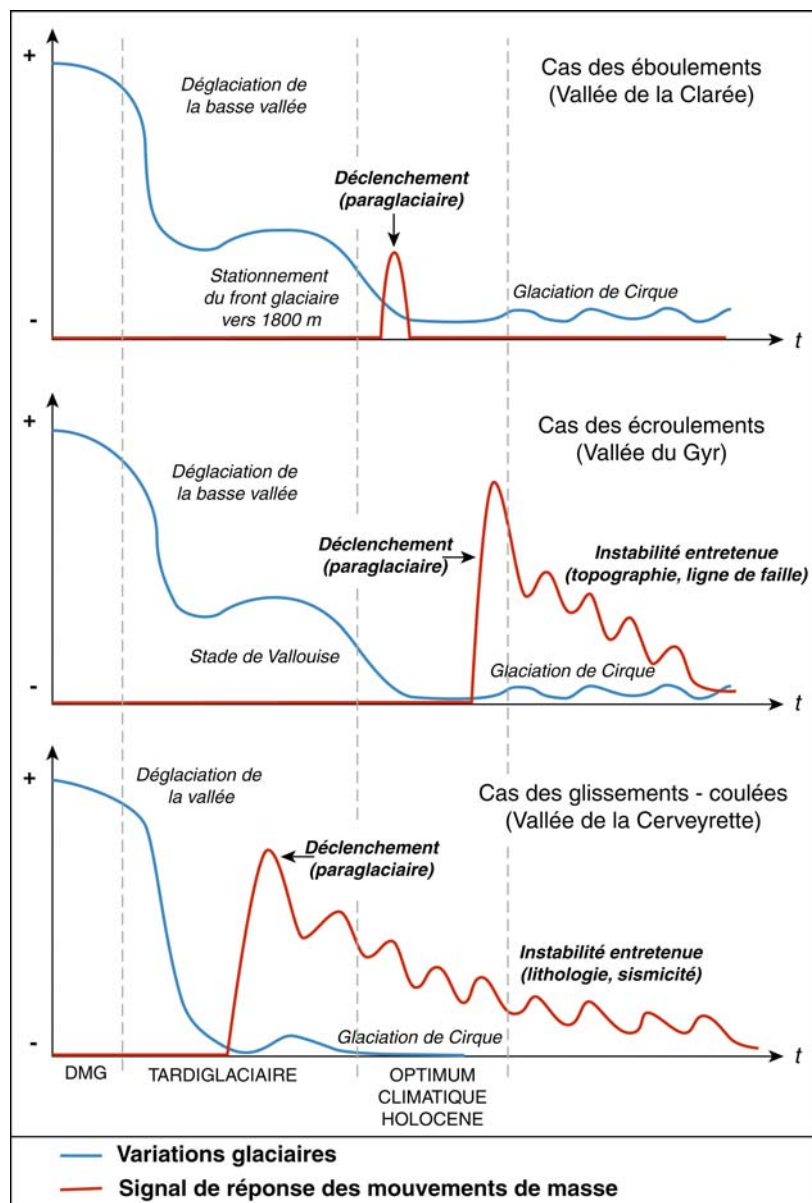 +
Déglaciation de
la basse vallée
Cas des éboulements
(Vallée de la Clarée)
Déclenchement
(paraglaciaire)
Stationnement
du front glaciaire
vers 1800 m
Glaciation de Cirque
-
t
+
Cas des écroulements
(Vallée du Gyr)
Déglaciation de
la basse vallée
Déclenchement
(paraglaciaire)
Instabilité entretenue
(topographie, ligne de faille)
Stade de Vallouise
Glaciation de Cirque
-
t
+
Déglaciation de
la vallée
Cas des glissements - coulées
(Vallée de la Cerveyrette)
Déclenchement
(paraglaciaire)
Instabilité entretenue
(lithologie, sismicité)
Glaciation de Cirque
-
t
DMG
TARDIGLACIAIRE
OPTIMUM
CLIMATIQUE
HOLOCENE
Variations glaciaires
Signal de réponse des mouvements de masse